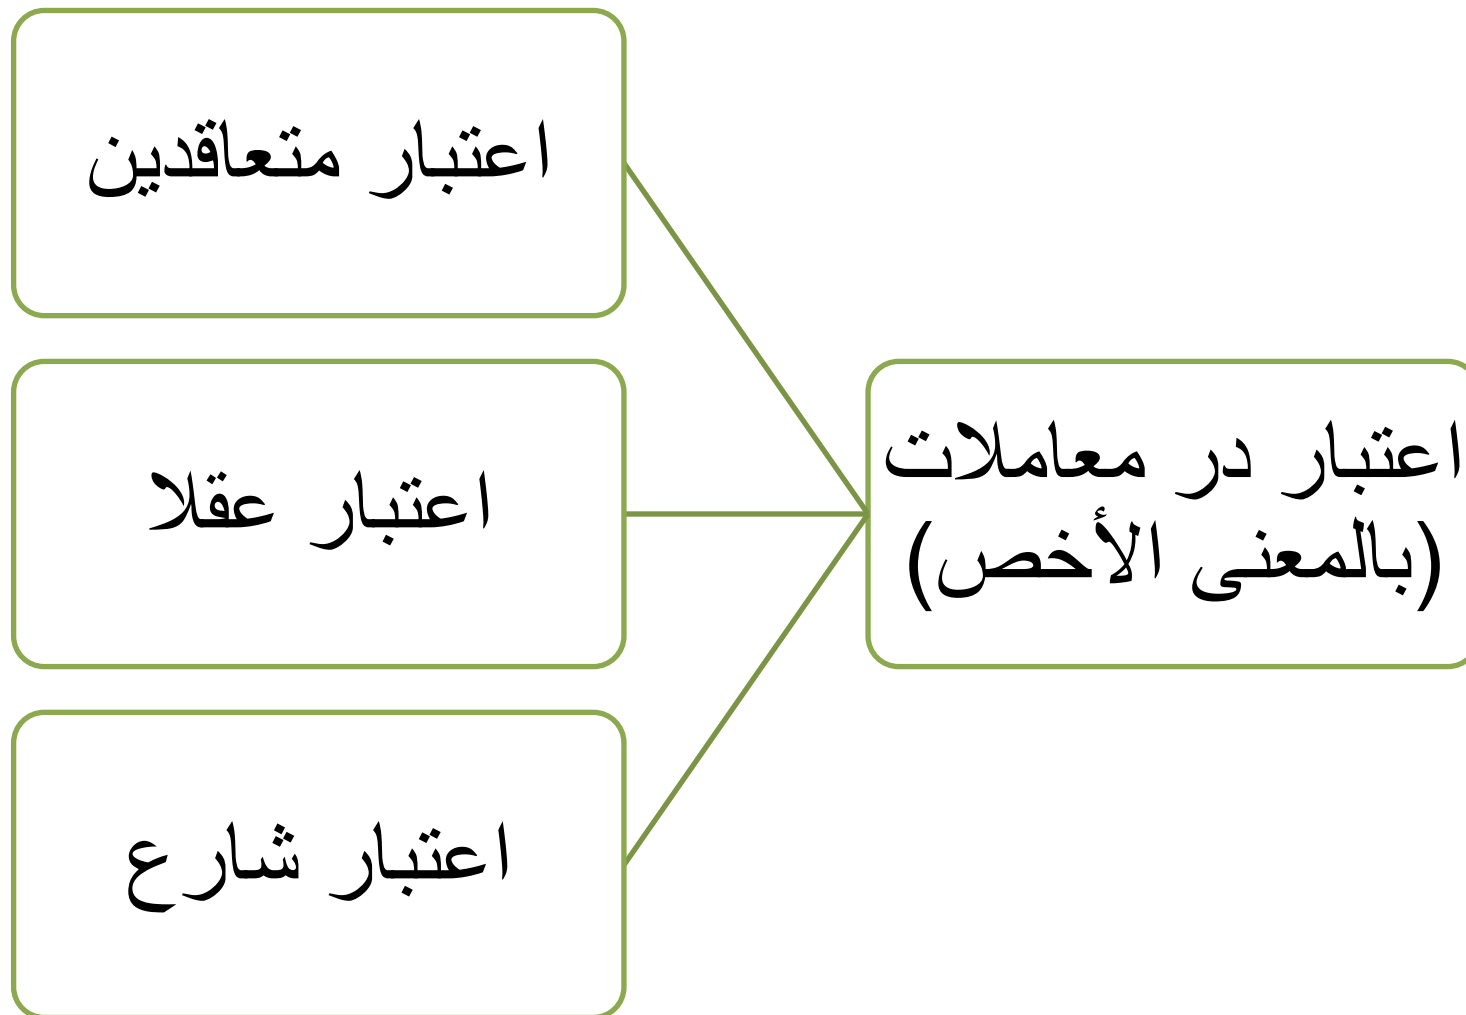 اعتبار در معاملات
(بالمعنی الأخص)
اعتبار متعاقدین
اعتبار عقلا
اعتبار شارع